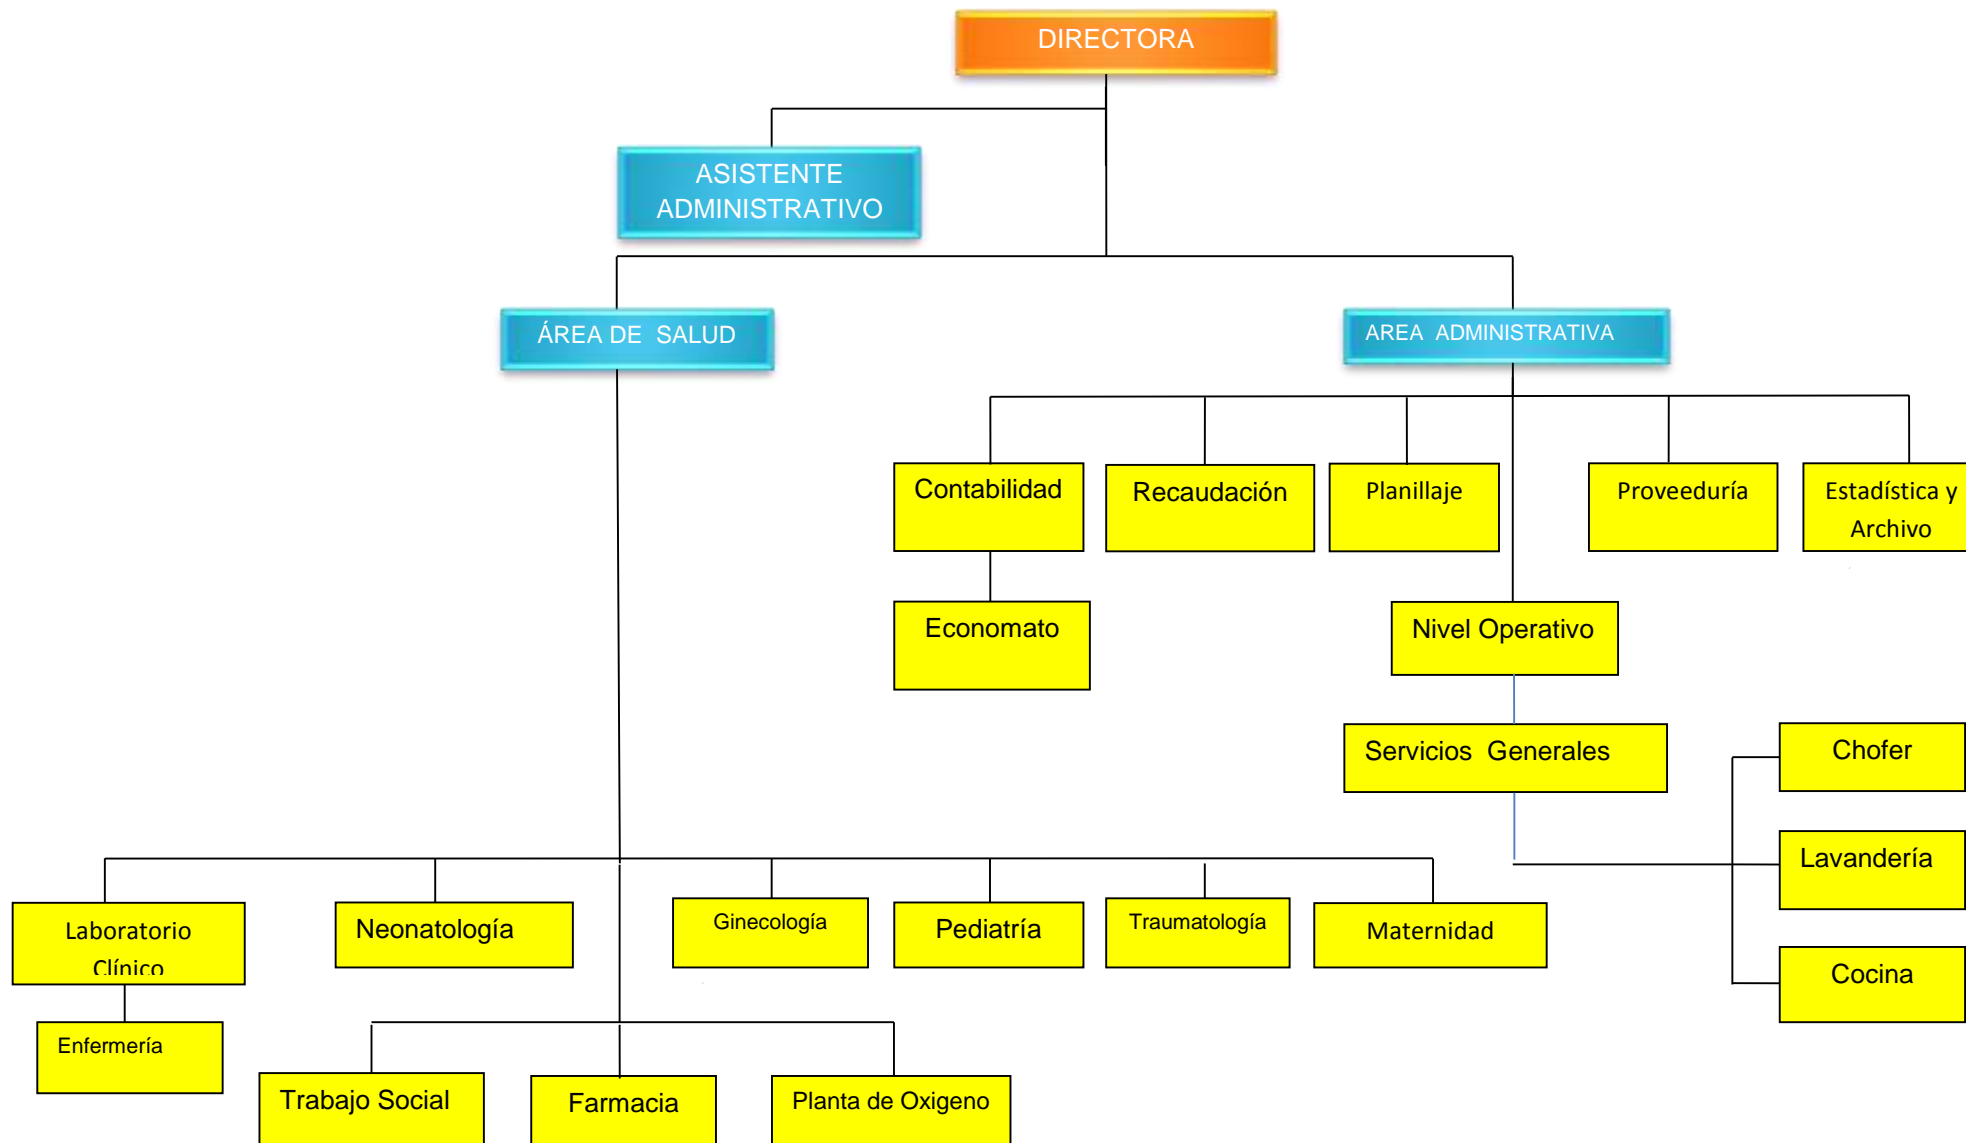 DIRECTORA
ASISTENTE
ADMINISTRATIVO
ÁREA DE SALUD
AREA ADMINISTRATIVA
Contabilidad
Recaudación
Planillaje
Proveeduría
Estadística y
Archivo
Economato
Nivel Operativo
Servicios Generales
Chofer
Lavandería
Cocina
Laboratorio
Clínico
Neonatología
Ginecología
Pediatría
Traumatología
Maternidad
Enfermería
Trabajo Social
Farmacia
Planta de Oxigeno